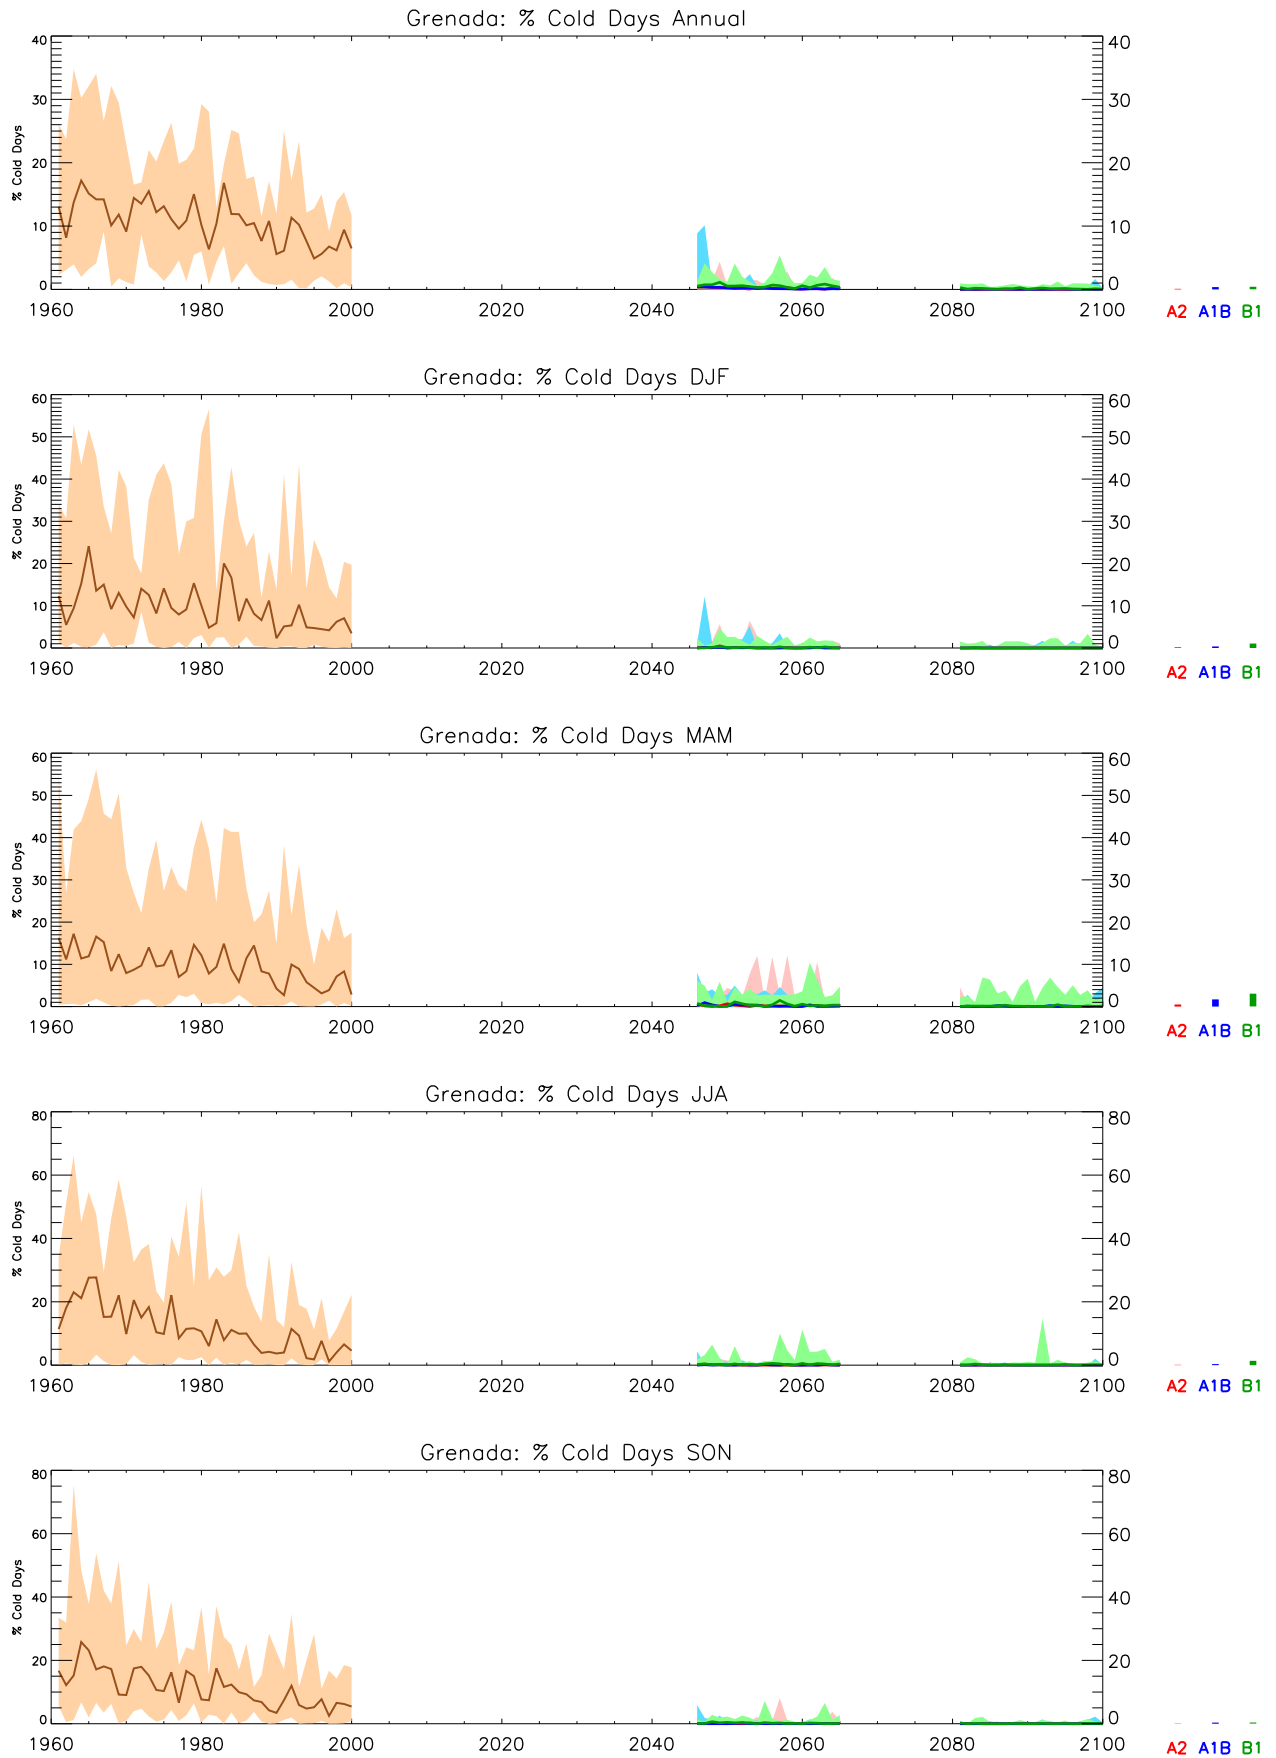 Grenada: % Cold Days Annual
% Cold Days
40 30 20 10 0
40 30 20 10 0
1960 1980 2000 2020 2040 2060 2080 2100
A2 A1B B1
Grenada: % Cold Days DJF
% Cold Days
60 50 40 30 20 10 0
60 50 40 30 20 10 0
1960 1980 2000 2020 2040 2060 2080 2100
A2 A1B B1
Grenada: % Cold Days MAM
% Cold Days
60 50 40 30 20 10 0
60 50 40 30 20 10 0
1960 1980 2000 2020 2040 2060 2080 2100
A2 A1B B1
Grenada: % Cold Days JJA
% Cold Days
80 60 40 20 0
80 60 40 20 0
1960 1980 2000 2020 2040 2060 2080 2100
A2 A1B B1
Grenada: % Cold Days SON
% Cold Days
80 60 40 20 0
80 60 40 20 0
1960 1980 2000 2020 2040 2060 2080 2100
A2 A1B B1